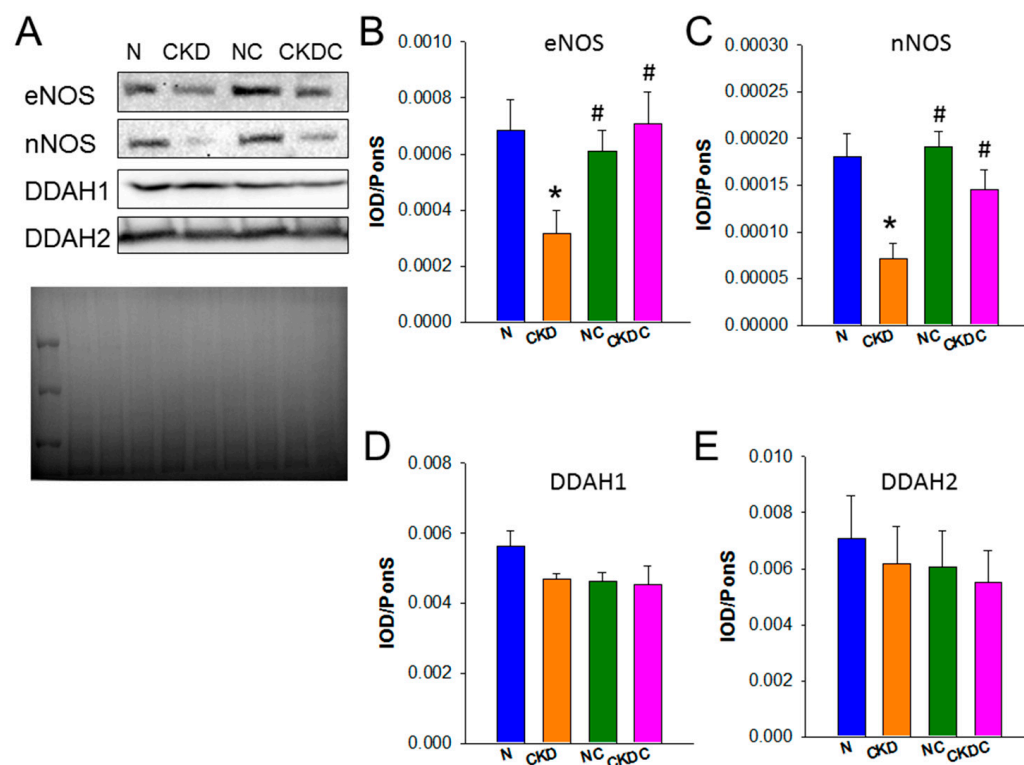 A
N CKD NC CKDC
eNOS
nNOS
DDAH1
DDAH2
B
eNOS
IOD/PonS
0.0010
0.0008
0.0006
0.0004
0.0002
0.0000
*
#
#
N CKD NC CKDC
C
nNOS
IOD/PonS
0.00030
0.00025
0.00020
0.00015
0.00010
0.00005
0.00000
*
#
#
N CKD NC CKDC
D
DDAH1
IOD/PonS
0.008
0.006
0.004
0.002
0.000
N CKD NC CKDC
E
DDAH2
IOD/PonS
0.010
0.008
0.006
0.004
0.002
0.000
N CKD NC CKDC